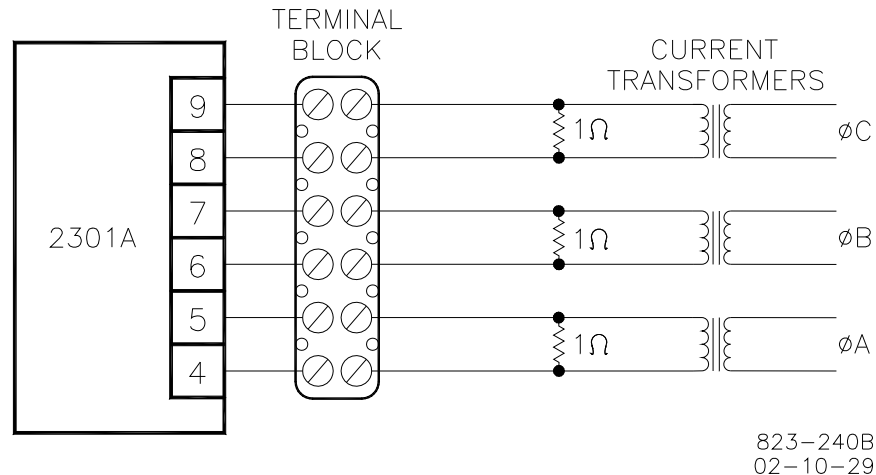 TERMINAL
BLOCK
CURRENT
TRANSFORMERS
9
1Ω
øC
8
7
2301A
1Ω
øB
6
5
1Ω
øA
4
823-240B
02-10-29